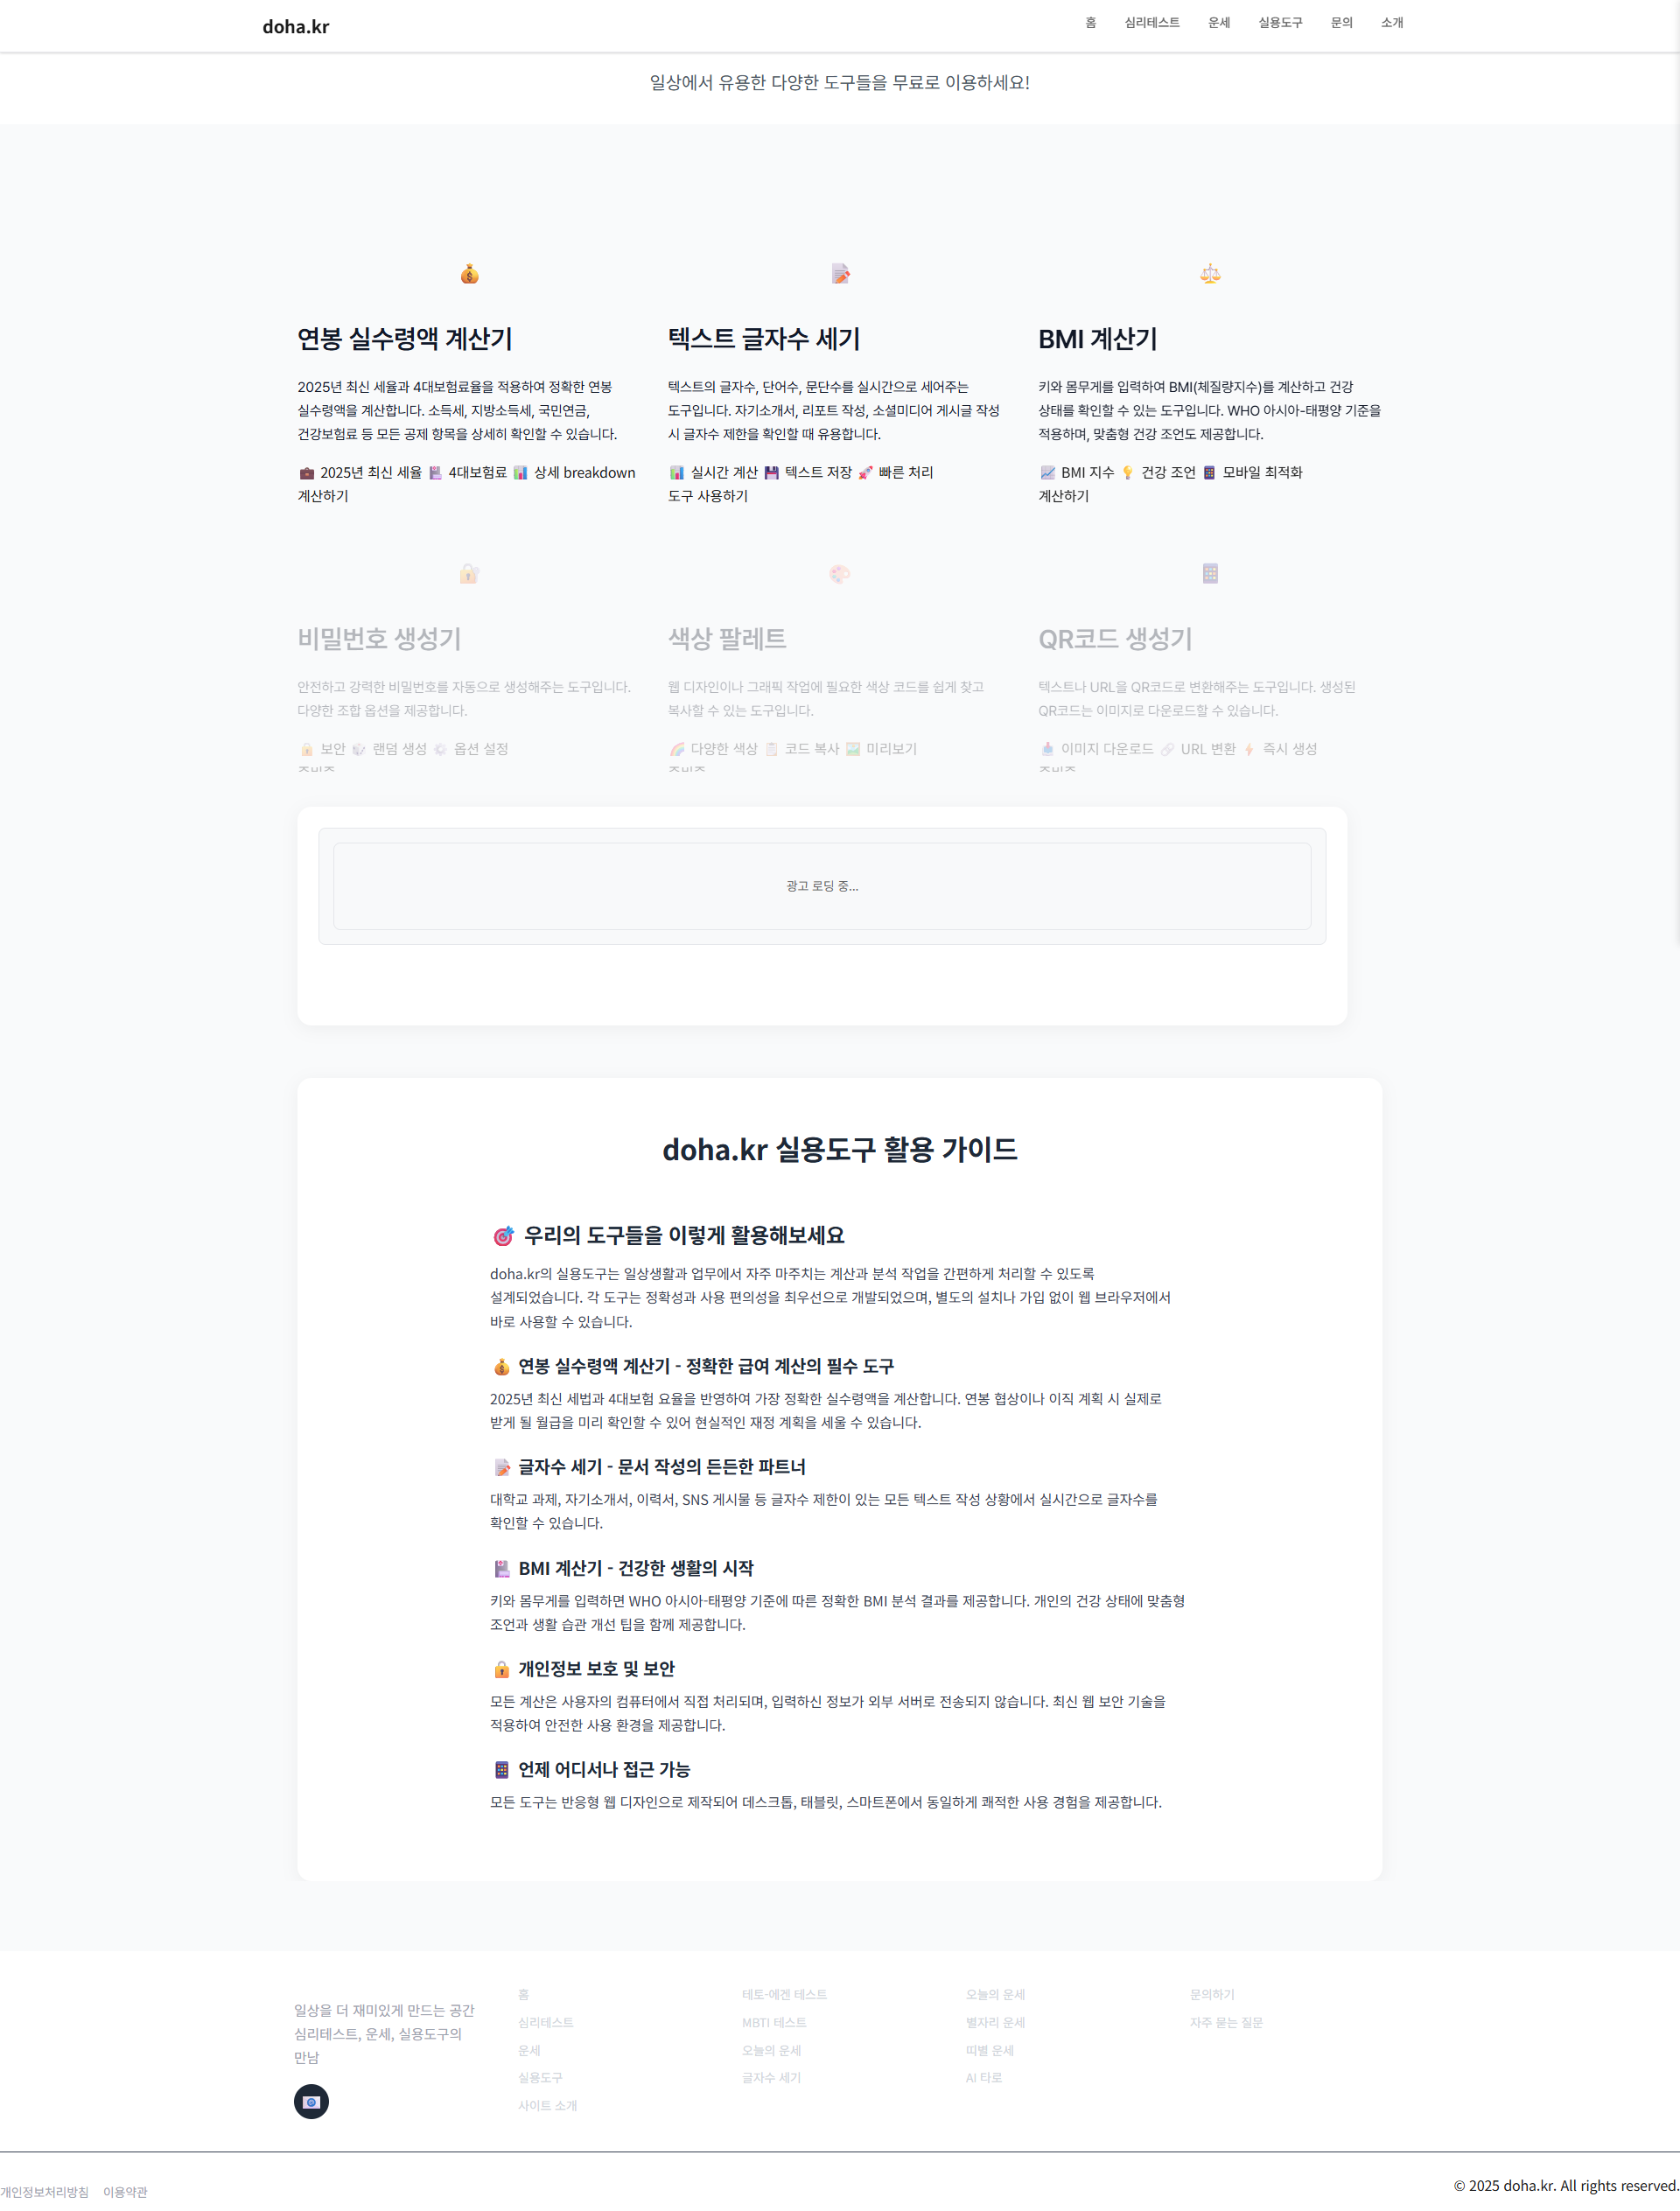 doha.kr
홈 심리테스트 운세 실용도구 문의 소개
일상에서 유용한 다양한 도구들을 무료로 이용하세요!
연봉 실수령액 계산기
2025년 최신 세율과 4대보험료율을 적용하여 정확한 연봉
실수령액을 계산합니다. 소득세, 지방소득세, 국민연금,
건강보험료 등 모든 공제 항목을 상세히 확인할 수 있습니다.
2025년 최신 세율 4대보험료 상세 breakdown
계산하기
텍스트 글자수 세기
텍스트의 글자수, 단어수, 문단수를 실시간으로 세어주는
도구입니다. 자기소개서, 리포트 작성, 소셜미디어 게시글 작성
시 글자수 제한을 확인할 때 유용합니다.
실시간 계산 텍스트 저장 빠른 처리
도구 사용하기
BMI 계산기
키와 몸무게를 입력하여 BMI(체질량지수)를 계산하고 건강
상태를 확인할 수 있는 도구입니다. WHO 아시아-태평양 기준을
적용하며, 맞춤형 건강 조언도 제공합니다.
BMI 지수 건강 조언 모바일 최적화
계산하기
비밀번호 생성기
안전하고 강력한 비밀번호를 자동으로 생성해주는 도구입니다.
다양한 조합 옵션을 제공합니다.
보안 랜덤 생성 옵션 설정
색상 팔레트
웹 디자인이나 그래픽 작업에 필요한 색상 코드를 쉽게 찾고
복사할 수 있는 도구입니다.
다양한 색상 코드 복사 미리보기
QR코드 생성기
텍스트나 URL을 QR코드로 변환해주는 도구입니다. 생성된
QR코드는 이미지로 다운로드할 수 있습니다.
이미지 다운로드 URL 변환 즉시 생성
광고 로딩 중...
doha.kr 실용도구 활용 가이드
우리의 도구들을 이렇게 활용해보세요
doha.kr의 실용도구는 일상생활과 업무에서 자주 마주치는 계산과 분석 작업을 간편하게 처리할 수 있도록
설계되었습니다. 각 도구는 정확성과 사용 편의성을 최우선으로 개발되었으며, 별도의 설치나 가입 없이 웹 브라우저에서
바로 사용할 수 있습니다.
연봉 실수령액 계산기 - 정확한 급여 계산의 필수 도구
2025년 최신 세법과 4대보험 요율을 반영하여 가장 정확한 실수령액을 계산합니다. 연봉 협상이나 이직 계획 시 실제로
받게 될 월급을 미리 확인할 수 있어 현실적인 재정 계획을 세울 수 있습니다.
글자수 세기 - 문서 작성의 든든한 파트너
대학교 과제, 자기소개서, 이력서, SNS 게시물 등 글자수 제한이 있는 모든 텍스트 작성 상황에서 실시간으로 글자수를
확인할 수 있습니다.
BMI 계산기 - 건강한 생활의 시작
키와 몸무게를 입력하면 WHO 아시아-태평양 기준에 따른 정확한 BMI 분석 결과를 제공합니다. 개인의 건강 상태에 맞춤형
조언과 생활 습관 개선 팁을 함께 제공합니다.
개인정보 보호 및 보안
모든 계산은 사용자의 컴퓨터에서 직접 처리되며, 입력하신 정보가 외부 서버로 전송되지 않습니다. 최신 웹 보안 기술을
적용하여 안전한 사용 환경을 제공합니다.
언제 어디서나 접근 가능
모든 도구는 반응형 웹 디자인으로 제작되어 데스크톱, 태블릿, 스마트폰에서 동일하게 쾌적한 사용 경험을 제공합니다.
일상을 더 재미있게 만드는 공간
심리테스트, 운세, 실용도구의
만남
홈
심리테스트
운세
실용도구
사이트 소개
테토-에겐 테스트
MBTI 테스트
오늘의 운세
글자수 세기
오늘의 운세
별자리 운세
띠별 운세
AI 타로
문의하기
자주 묻는 질문
개인정보처리방침 이용약관
© 2025 doha.kr. All rights reserved.